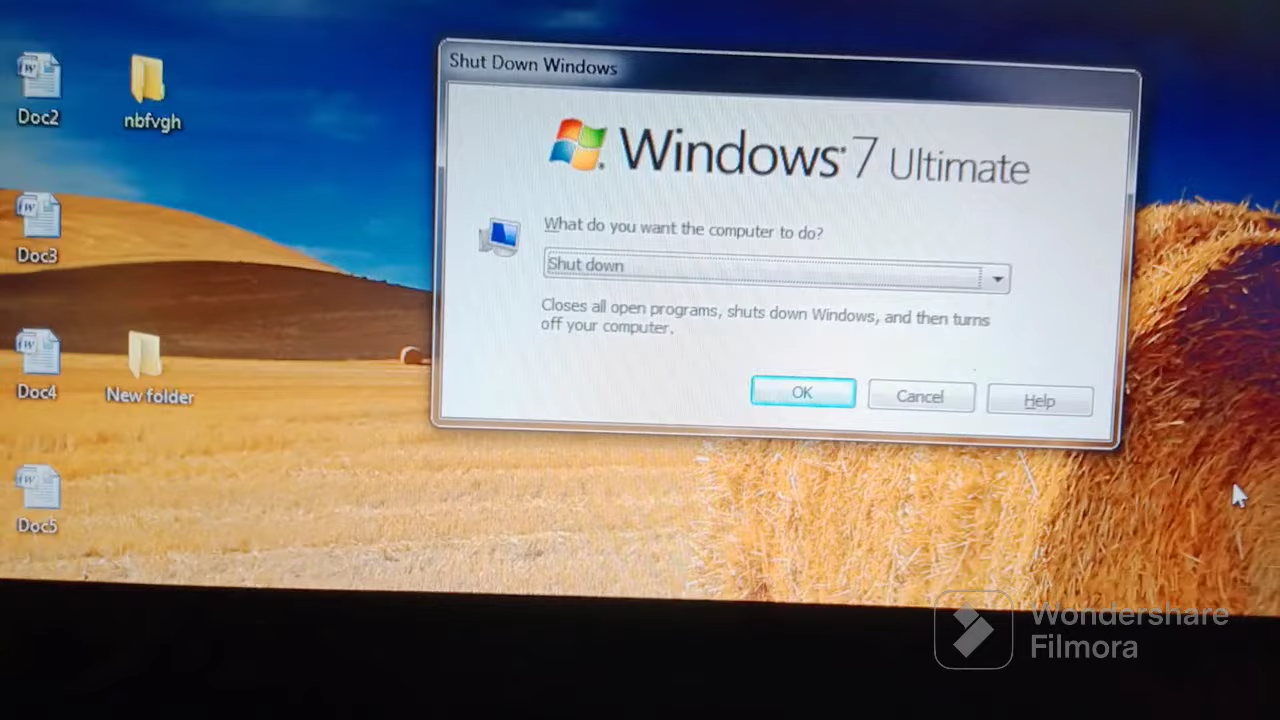 Doc2
nbfvgh
Doc3
Doc4
New folder
Doc5
Shut Down Windows
Windows 7 Ultimate
What do you want the computer to do?
Shut down
Closes all open programs, shuts down Windows, and then turns
off your computer.
OK
Cancel
Help
Wondershare
Filmora